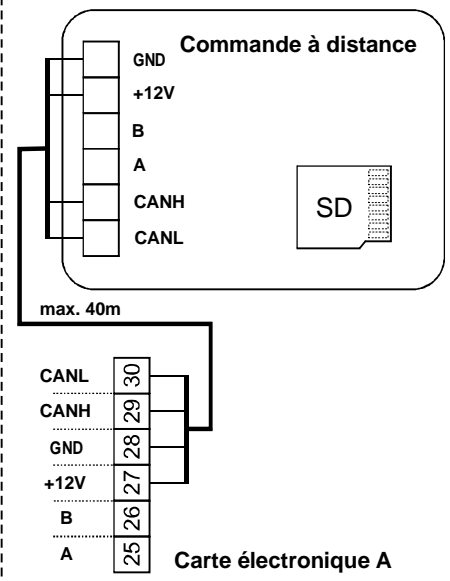 Commande à distance
GND
+12V
B
A
CANH
CANL
SD
max. 40m
CANL 30
CANH 29
GND 28
+12V 27
B 26
A 25
Carte électronique A